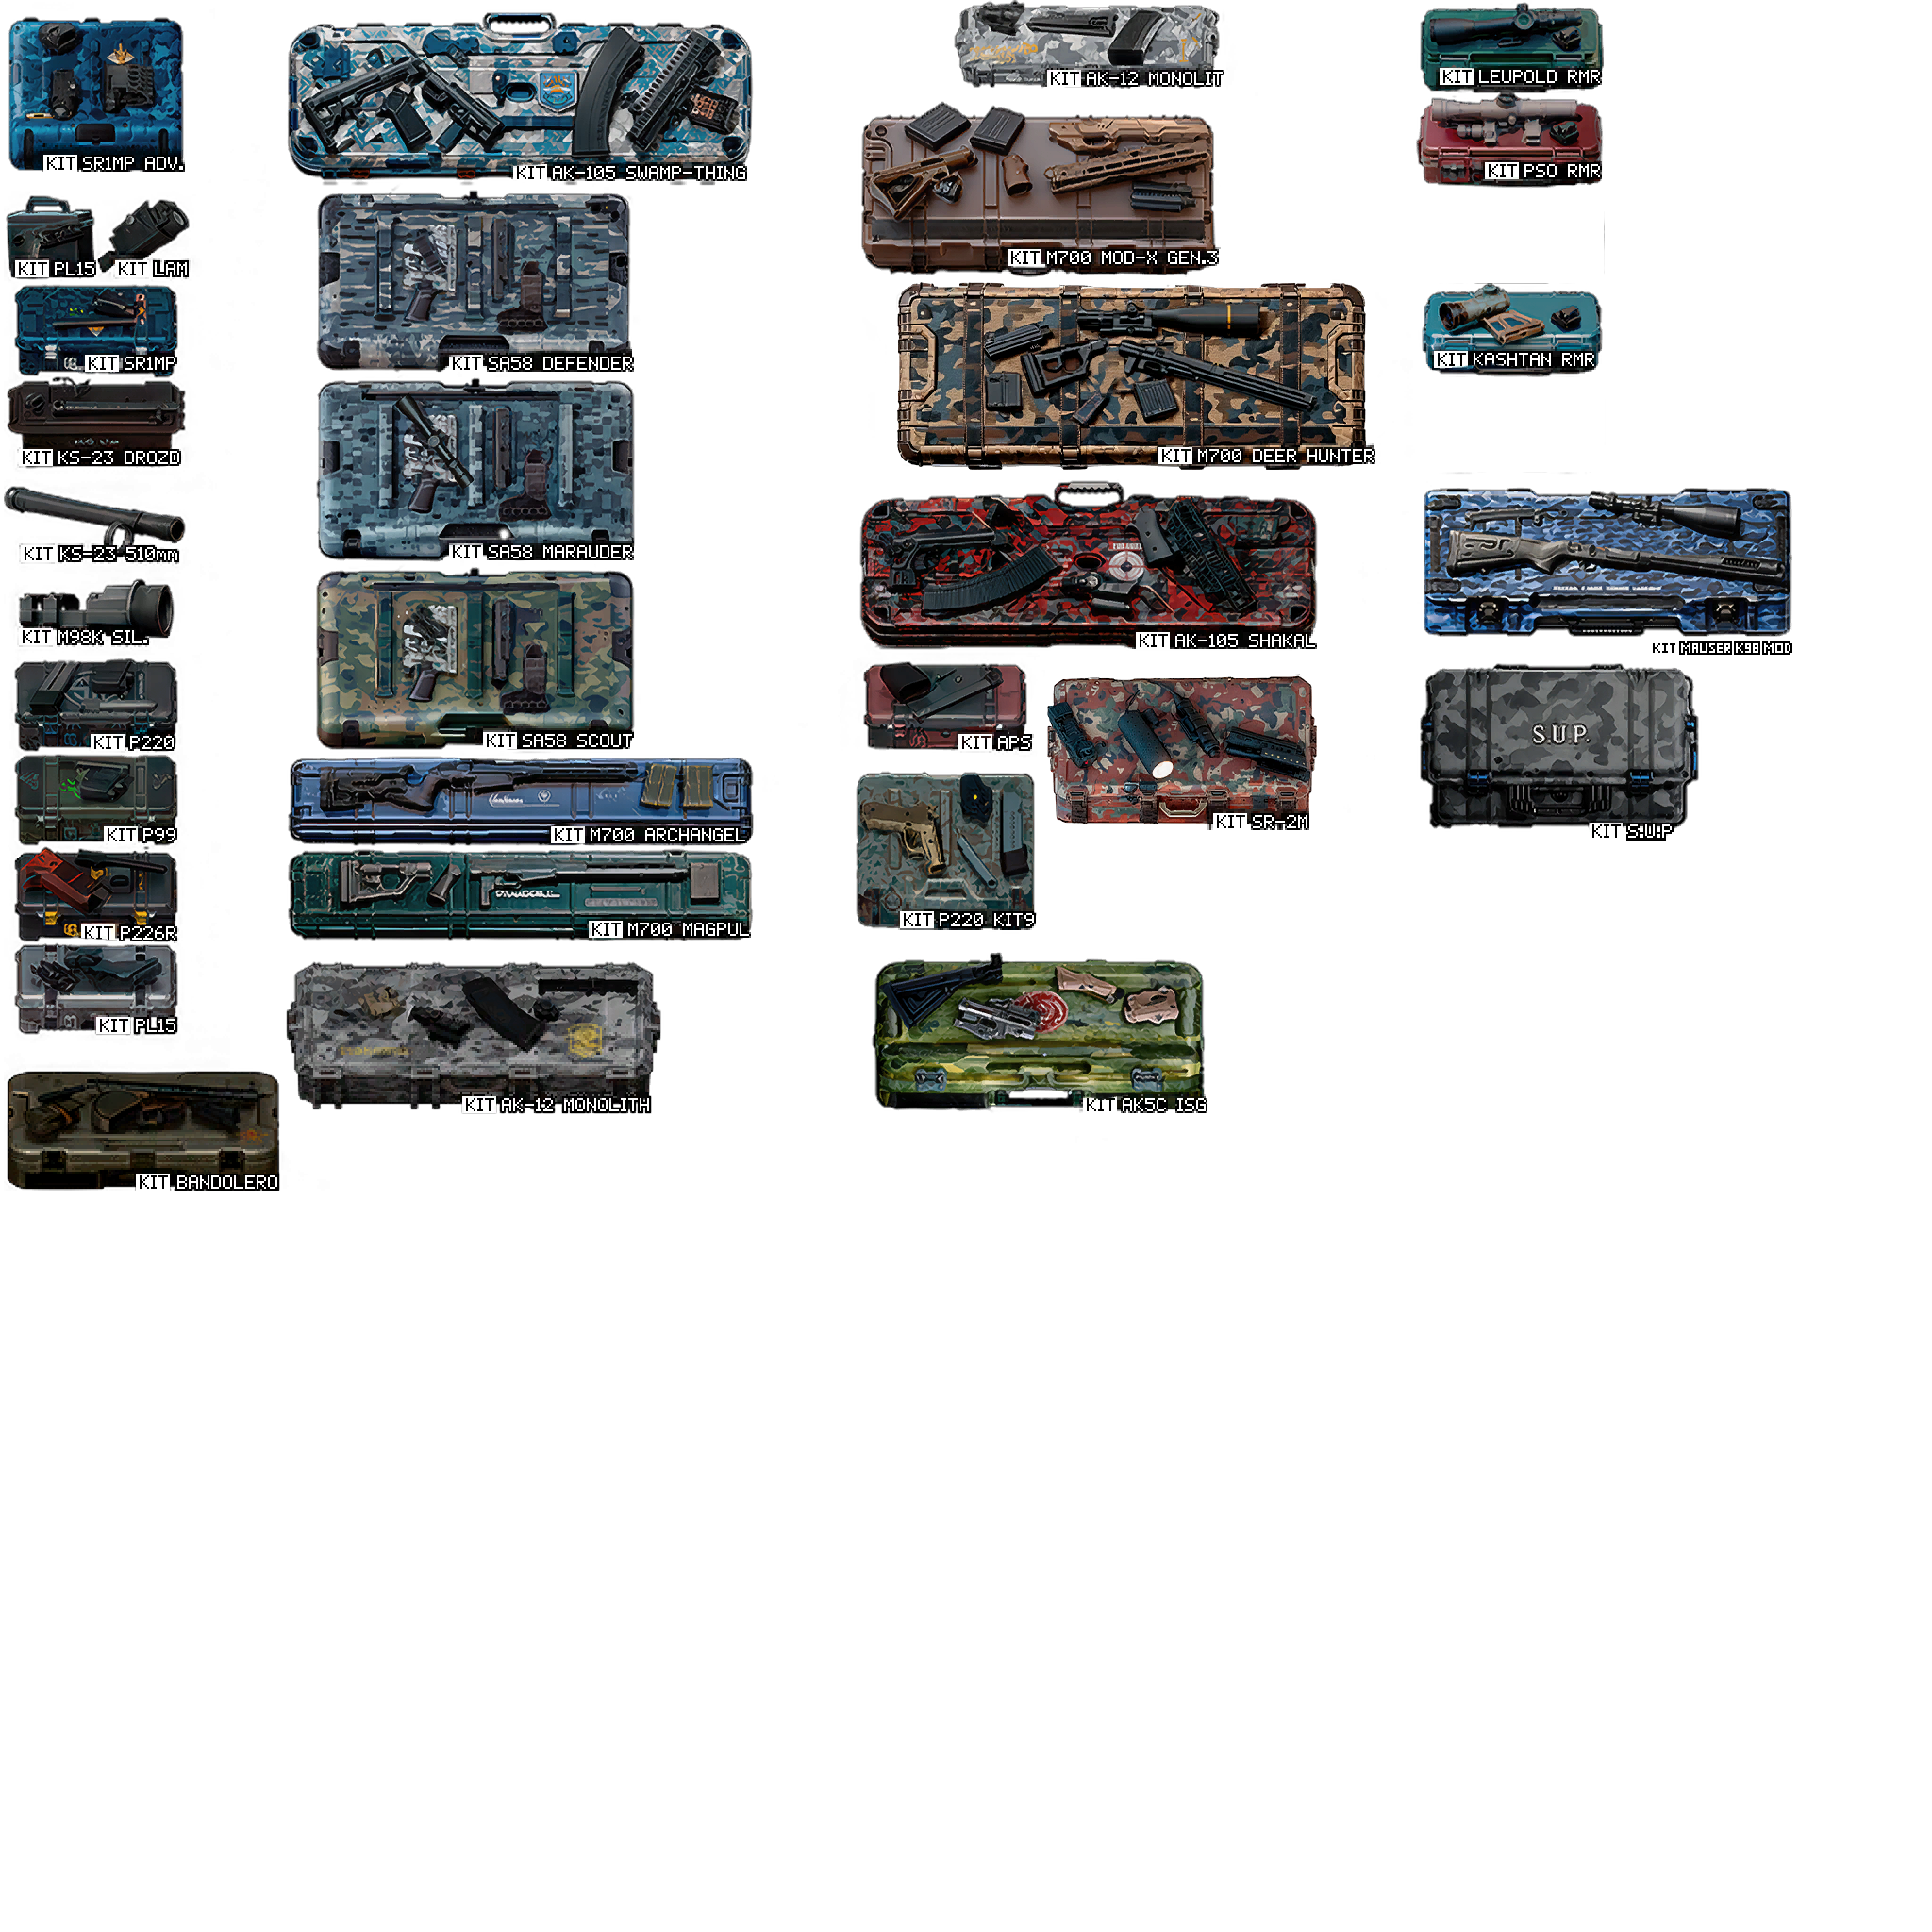 KIT SR1MP ADV.
KIT PL15
KIT LAM
KIT SR1MP
KIT KS-23 DROZD
KIT KS-23 510mm
KIT M98K SIL.
KIT P220
KIT P99
KIT P226R
KIT PL15
KIT BANDOLERO
KIT AK-105 SWAMP-THING
KIT SA58 DEFENDER
KIT SA58 MARAUDER
KIT SA58 SCOUT
KIT M700 ARCHANGEL
KIT M700 MAGPUL
KIT AK-12 MONOLITH
KIT AK-12 MONOLIT
KIT M700 MOD-X GEN.3
KIT M700 DEER HUNTER
KIT AK-105 SHAKAL
KIT APS
KIT SR-2M
KIT P220 KIT9
KIT AK5C ISG
KIT LEUPOLD RMR
KIT PSO RMR
KIT KASHTAN RMR
KIT MAUSER K98 MOD
S.U.P.
KIT S.U.P